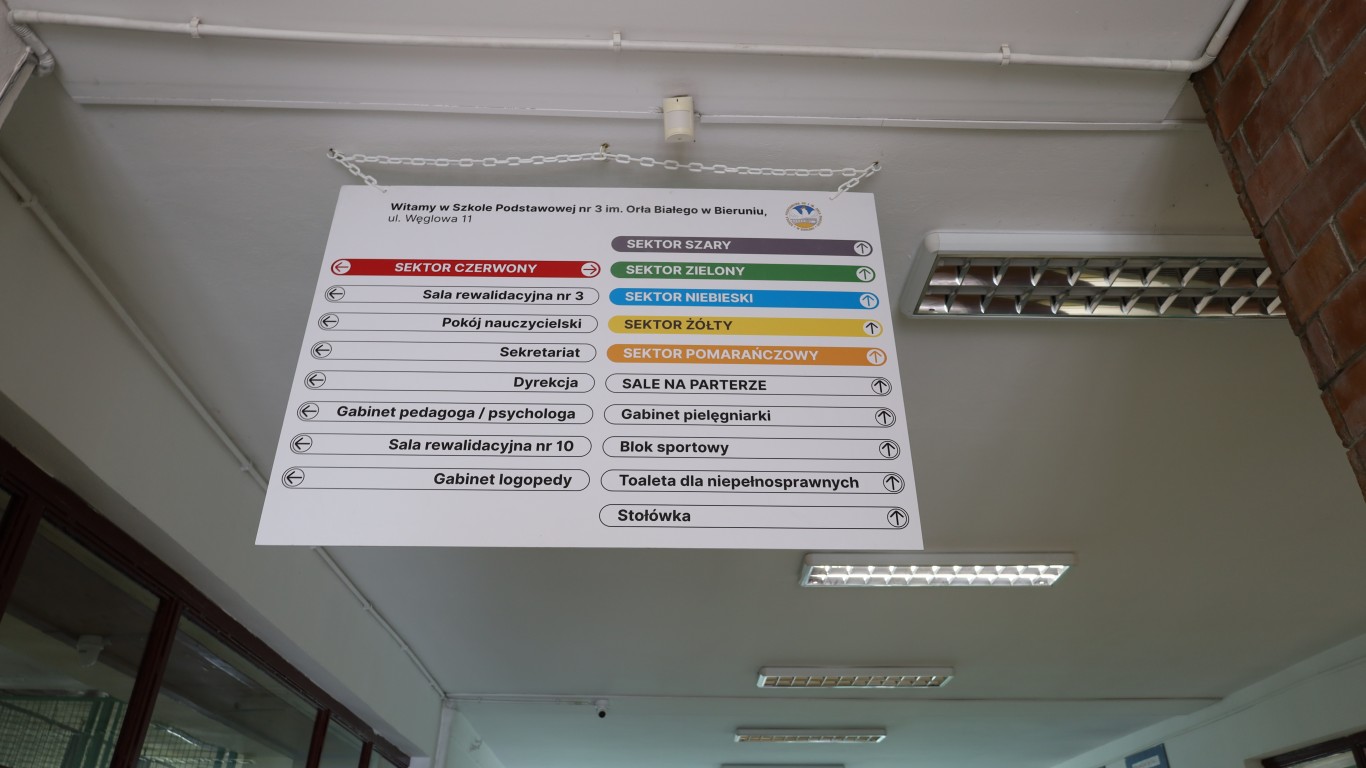 Witamy w Szkole Podstawowej nr 3 im. Orła Białego w Bieruniu,
ul. Węglowa 11
SEKTOR CZERWONY
Sala rewalidacyjna nr 3
Pokój nauczycielski
Sekretariat
Dyrekcja
Gabinet pedagoga / psychologa
Sala rewalidacyjna nr 10
Gabinet logopedy
SEKTOR SZARY
SEKTOR ZIELONY
SEKTOR NIEBIESKI
SEKTOR ŻÓŁTY
SEKTOR POMARAŃCZOWY
SALE NA PARTERZE
Gabinet pielęgniarki
Blok sportowy
Toaleta dla niepełnosprawnych
Stołówka